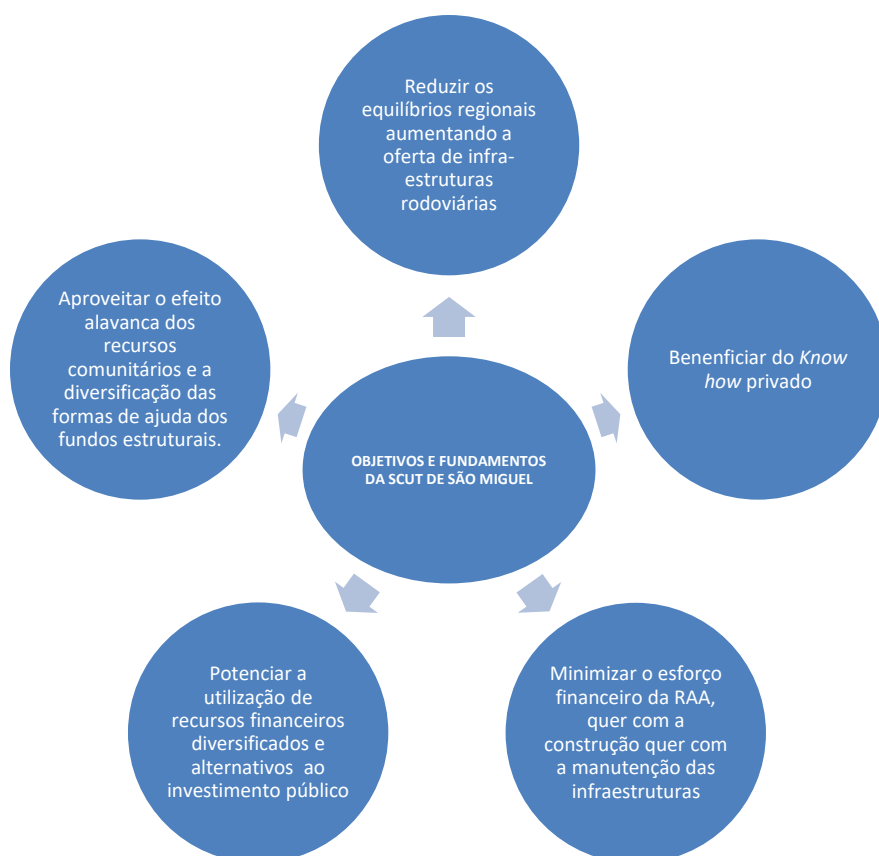 Reduzir os
equilíbrios regionais
aumentando a
oferta de infra-
estruturas
rodoviárias
Aproveitar o efeito
alavanca dos
recursos
comunitários e a
diversificação das
formas de ajuda dos
fundos estruturais.
Benenficiar do Know
how privado
OBJETIVOS E FUNDAMENTOS
DA SCUT DE SÃO MIGUEL
Potenciar a
utilização de
recursos financeiros
diversificados e
alternativos ao
investimento público
Minimizar o esforço
financeiro da RAA,
quer com a
construção quer com
a manutenção das
infraestruturas